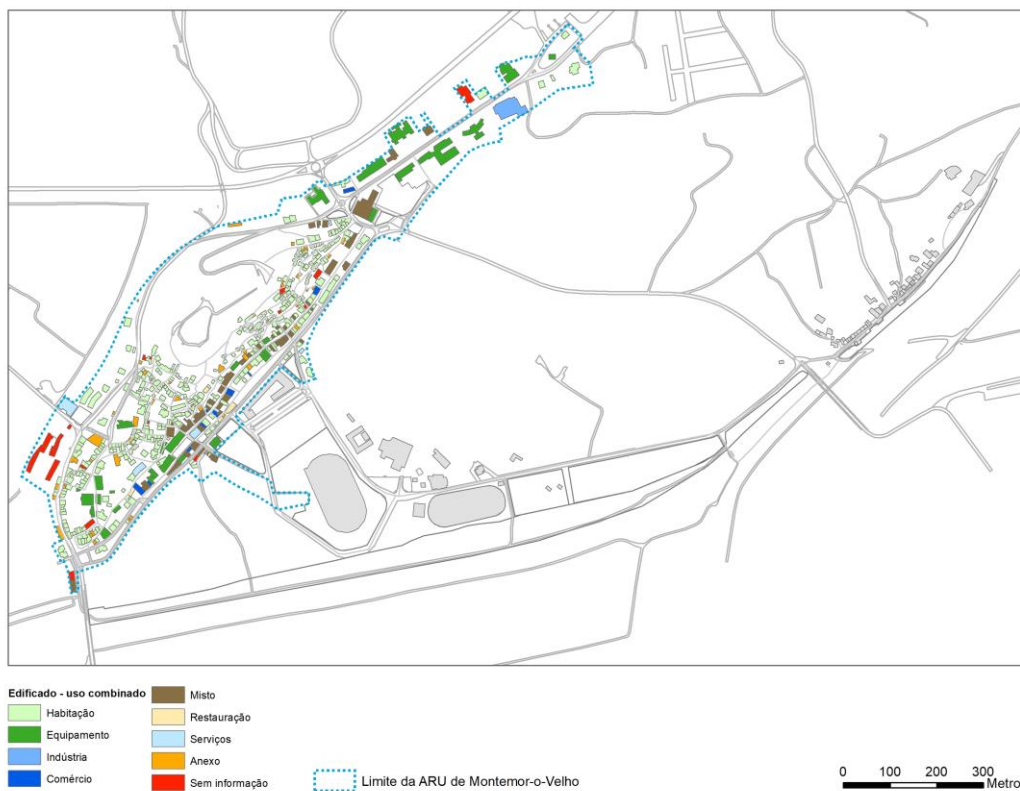 Edificado - uso combinado
Habitação
Equipamento
Indústria
Comércio
Misto
Restauração
Serviços
Anexo
Sem informação
Limite da ARU de Montemor-o-Velho
0 100 200 300
Metro